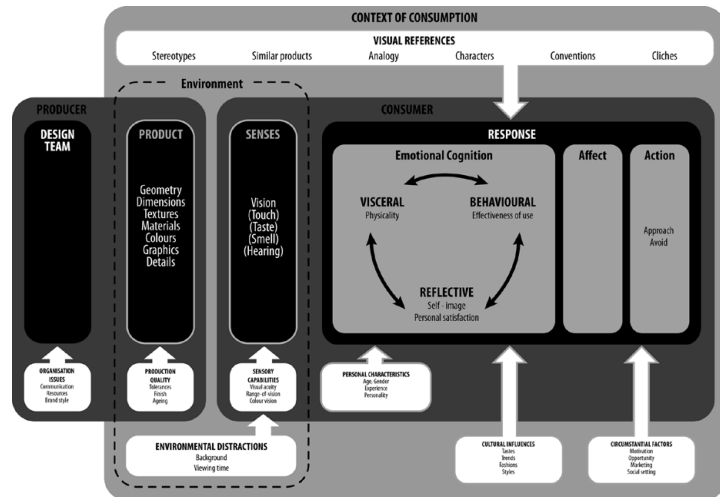 CONTEXT OF CONSUMPTION
VISUAL REFERENCES
Stereotypes Similar products Analogy Characters Conventions Cliches
Environment
PRODUCER
CONSUMER
DESIGN
TEAM
PRODUCT
Geometry
Dimensions
Textures
Materials
Colours
Graphics
Details
SENSES
Vision
(Touch)
(Taste)
(Smell)
(Hearing)
RESPONSE
Emotional Cognition
VISCERAL
Physicality
BEHAVIOURAL
Effectiveness of use
REFLECTIVE
Self - image
Personal satisfaction
Affect
Action
Approach
Avoid
ORGANISATION
ISSUES
Communication
Resources
Brand style
PRODUCTION
QUALITY
Tolerances
Finish
Ageing
SENSORY
CAPABILITIES
Visual acuity
Range-of vision
Colour vision
PERSONAL CHARACTERISTICS
Age, Gender
Experience
Personality
ENVIRONMENTAL DISTRACTIONS
Background
Viewing time
CULTURAL INFLUENCES
Tastes
Trends
Fashions
Styles
CIRCUMSTANTIAL FACTORS
Motivation
Opportunity
Marketing
Social setting